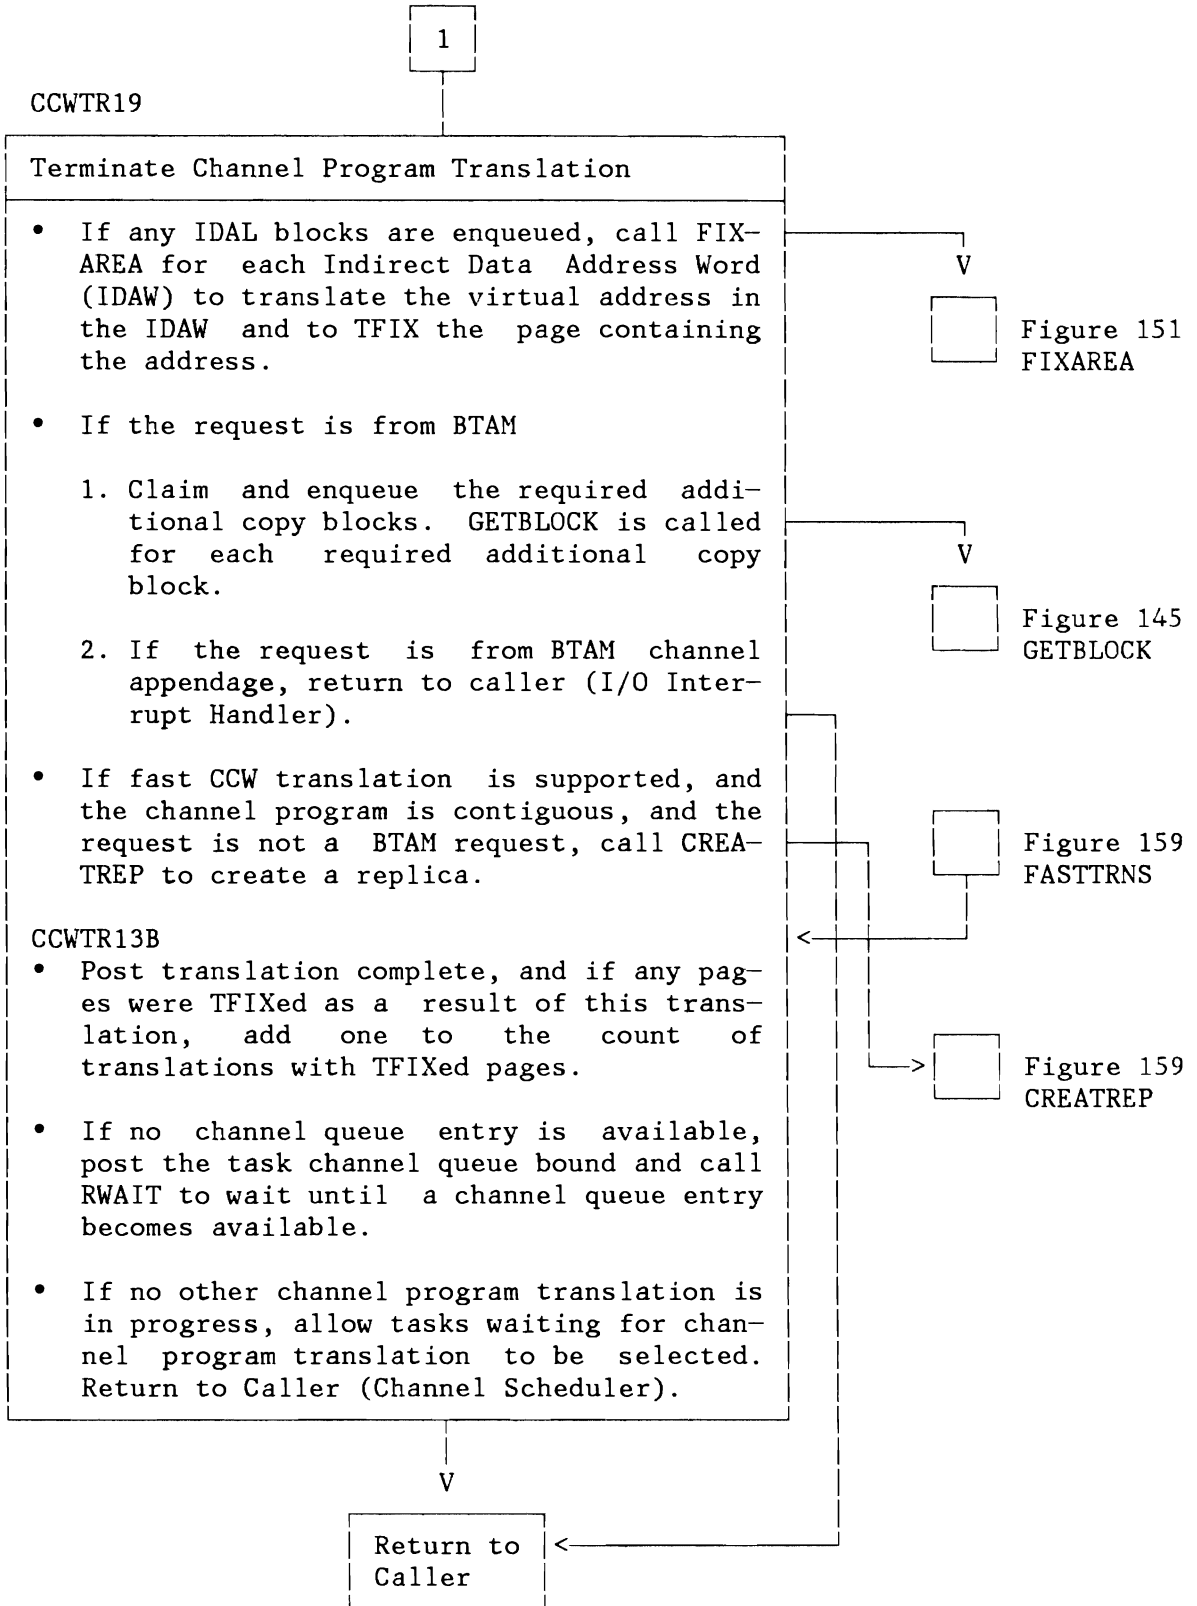 1
CCWTR19
Terminate Channel Program Translation
• If any IDAL blocks are enqueued, call FIX-
AREA for each Indirect Data Address Word
(IDAW) to translate the virtual address in
the IDAW and to TFIX the page containing
the address.
V
Figure 151
FIXAREA
• If the request is from BTAM
1. Claim and enqueue the required addi-
tional copy blocks. GETBLOCK is called
for each required additional copy
block.
V
Figure 145
GETBLOCK
2. If the request is from BTAM channel
appendage, return to caller (I/O Inter-
rupt Handler).
• If fast CCW translation is supported, and
the channel program is contiguous, and the
request is not a BTAM request, call CREA-
TREP to create a replica.
Figure 159
FASTTRNS
CCWTR13B
• Post translation complete, and if any pag-
es were TFIXed as a result of this trans-
lation, add one to the count of
translations with TFIXed pages.
Figure 159
CREATREP
• If no channel queue entry is available,
post the task channel queue bound and call
RWAIT to wait until a channel queue entry
becomes available.
• If no other channel program translation is
in progress, allow tasks waiting for chan-
nel program translation to be selected.
Return to Caller (Channel Scheduler).
V
Return to
Caller